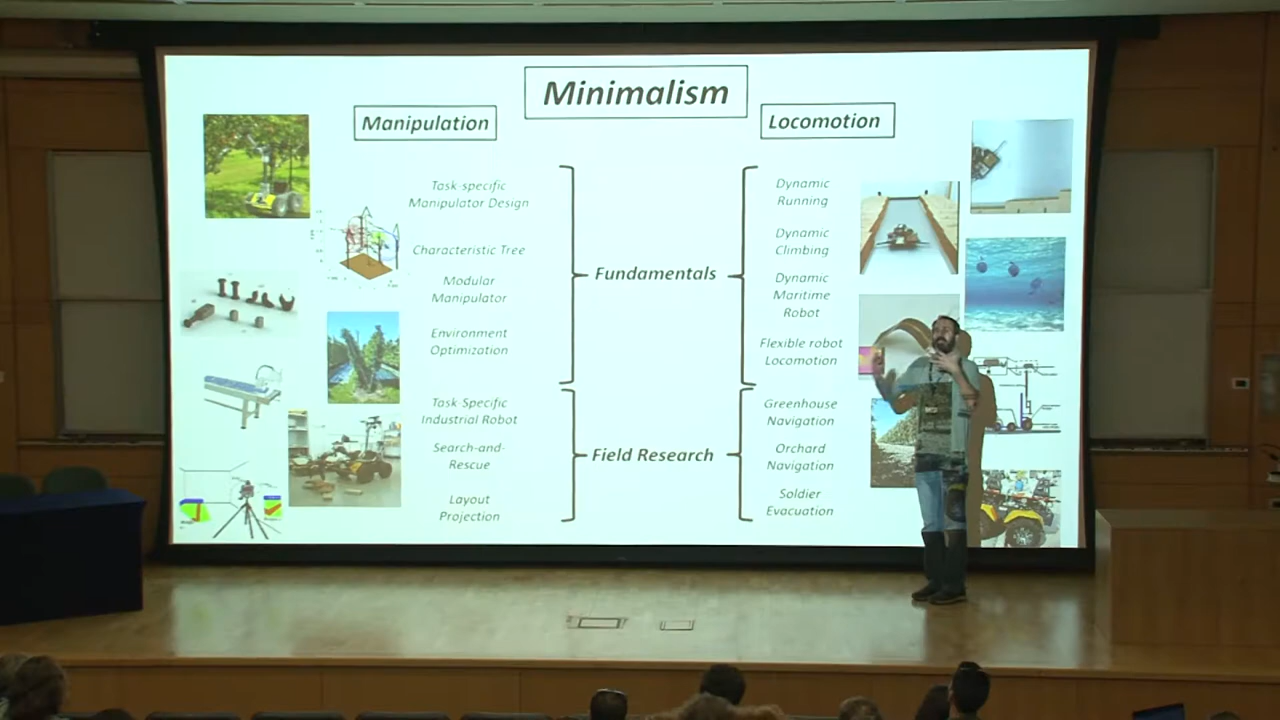 Minimalism
Manipulation
Task-specific
Manipulator Design
Characteristic Tree
Modular
Manipulator
Environment
Optimization
Task-Specific
Industrial Robot
Search-and-
Rescue
Layout
Projection
Fundamentals
Field Research
Locomotion
Dynamic
Running
Dynamic
Climbing
Dynamic
Maritime
Robot
Flexible robot
Locomotion
Greenhouse
Navigation
Orchard
Navigation
Soldier
Evacuation